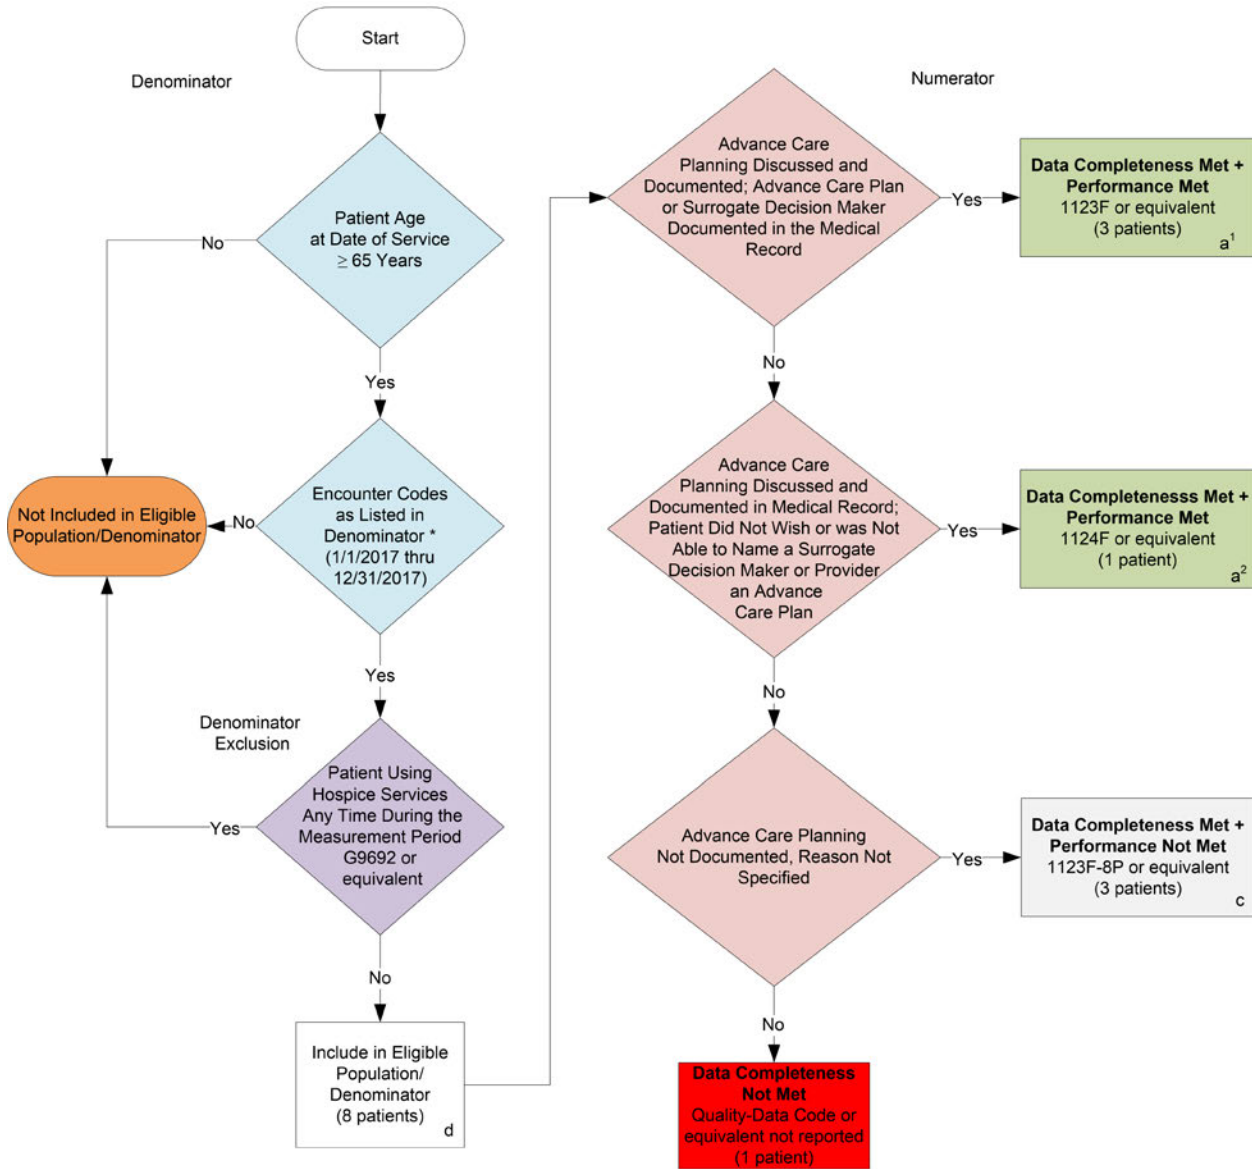 Start
Denominator
Patient Age
at Date of Service
≥ 65 Years
No
Yes
Encounter Codes
as Listed in
Denominator *
(1/1/2017 thru
12/31/2017)
No
Not Included in Eligible
Population/Denominator
Yes
Denominator
Exclusion
Patient Using
Hospice Services
Any Time During the
Measurement Period
G9692 or
equivalent
Yes
No
Include in Eligible
Population/
Denominator
(8 patients)
d
Numerator
Advance Care
Planning Discussed and
Documented; Advance Care Plan
or Surrogate Decision Maker
Documented in the Medical
Record
Yes
Data Completeness Met +
Performance Met
1123F or equivalent
(3 patients)
a¹
No
Advance Care
Planning Discussed and
Documented in Medical Record;
Patient Did Not Wish or was Not
Able to Name a Surrogate
Decision Maker or Provider
an Advance
Care Plan
Yes
Data Completenesss Met +
Performance Met
1124F or equivalent
(1 patient)
a²
No
Advance Care Planning
Not Documented, Reason Not
Specified
Yes
Data Completeness Met +
Performance Not Met
1123F-8P or equivalent
(3 patients)
c
No
Data Completeness
Not Met
Quality-Data Code or
equivalent not reported
(1 patient)